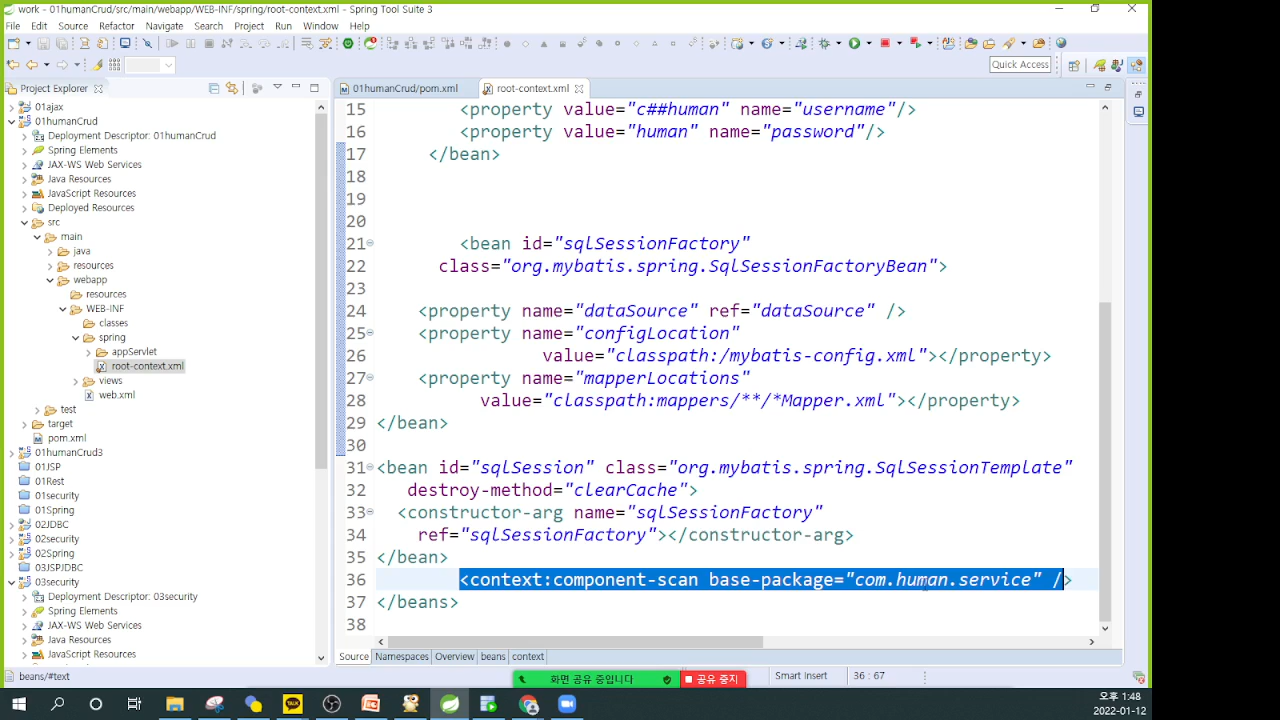 work - 01humanCrud/src/main/webapp/WEB-INF/spring/root-context.xml - Spring Tool Suite 3
File Edit Source Refactor Navigate Search Project Run Window Help
Quick Access
Project Explorer
01humanCrud/pom.xml
root-context.xml
01ajax
01humanCrud
Deployment Descriptor: 01humanCrud
Spring Elements
JAX-WS Web Services
Java Resources
JavaScript Resources
Deployed Resources
src
main
java
resources
webapp
resources
WEB-INF
classes
spring
appServlet
root-context.xml
views
web.xml
test
target
pom.xml
01humanCrud3
01JSP
01Rest
01security
01Spring
02JDBC
02security
02Spring
03JSPJDBC
03security
Deployment Descriptor: 03security
Spring Elements
JAX-WS Web Services
Java Resources
JavaScript Resources
15 <property value="c##human" name="username"/>
16 <property value="human" name="password"/>
17 </bean>
18
19
20
21 <bean id="sqlSessionFactory"
22 class="org.mybatis.spring.SqlSessionFactoryBean">
23
24 <property name="dataSource" ref="dataSource" />
25 <property name="configLocation"
26 value="classpath:/mybatis-config.xml"></property>
27 <property name="mapperLocations"
28 value="classpath:mappers/**/*Mapper.xml"></property>
29 </bean>
30
31 <bean id="sqlSession" class="org.mybatis.spring.SqlSessionTemplate"
32 destroy-method="clearCache">
33 <constructor-arg name="sqlSessionFactory"
34 ref="sqlSessionFactory"></constructor-arg>
35 </bean>
36 <context:component-scan base-package="com.human.service" />
37 </beans>
38
Source Namespaces Overview beans context
beans/#text
화면 공유 중입니다
공유 중지
Smart Insert
36 : 67
TALK
오후 1:48
2022-01-12